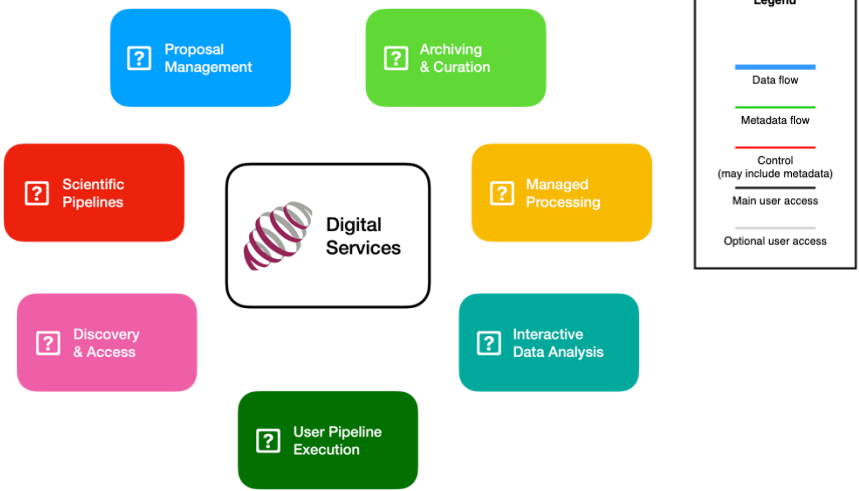 Legend
Proposal
Management
Archiving
& Curation
Data flow
Metadata flow
Control
(may include metadata)
Main user access
Optional user access
? Scientific
Pipelines
Digital
Services
Managed
Processing
Discovery
& Access
Interactive
Data Analysis
User Pipeline
Execution